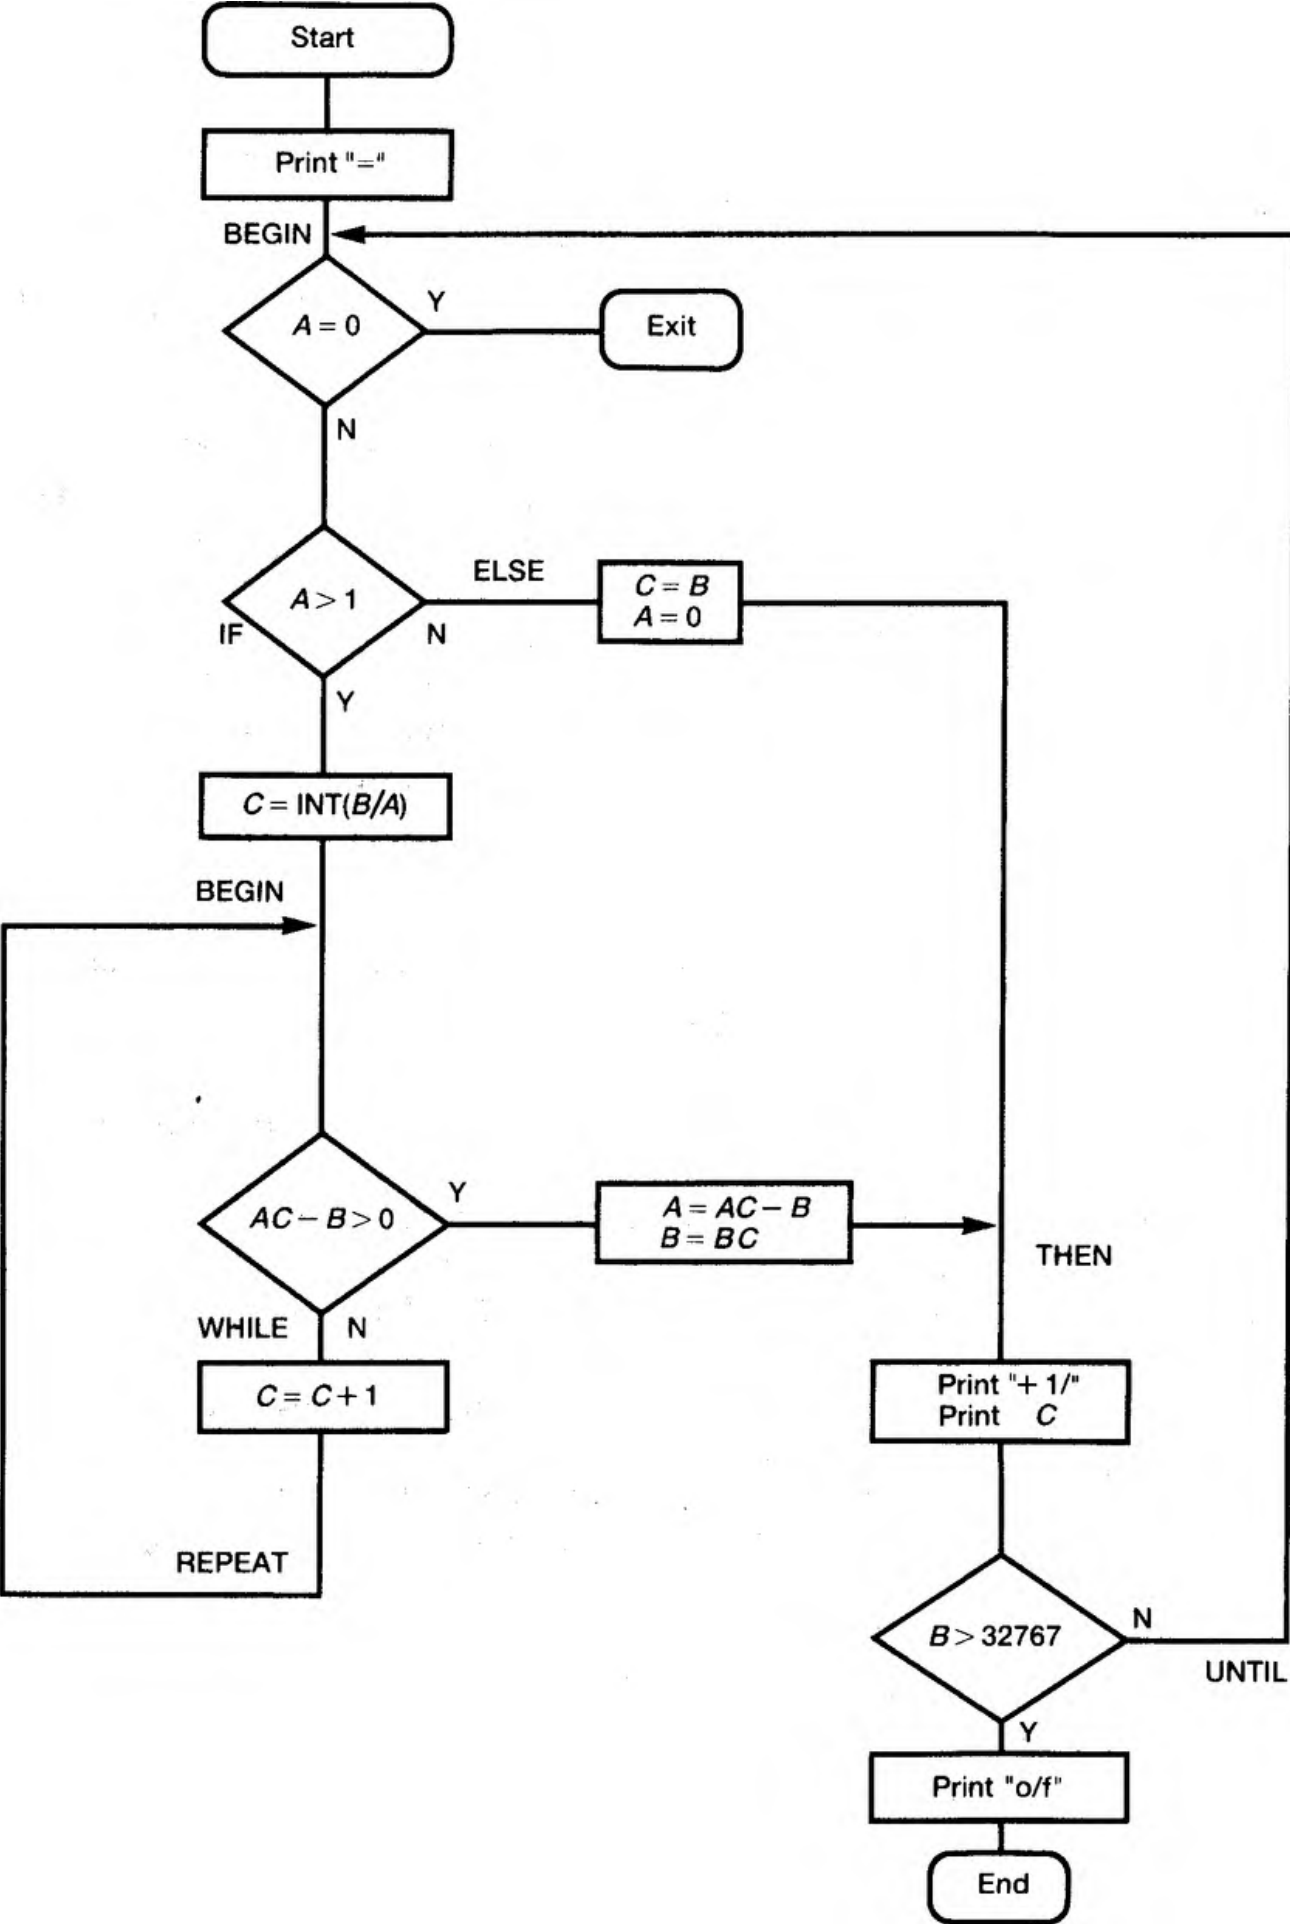 Start
Print "="
BEGIN
A = 0
Y
Exit
N
A > 1
IF
ELSE
N
C = B
A = 0
Y
C = INT(B/A)
BEGIN
AC − B > 0
Y
A = AC − B
B = BC
THEN
WHILE
N
C = C + 1
Print "+ 1/"
Print C
REPEAT
B > 32767
N
UNTIL
Y
Print "o/f"
End